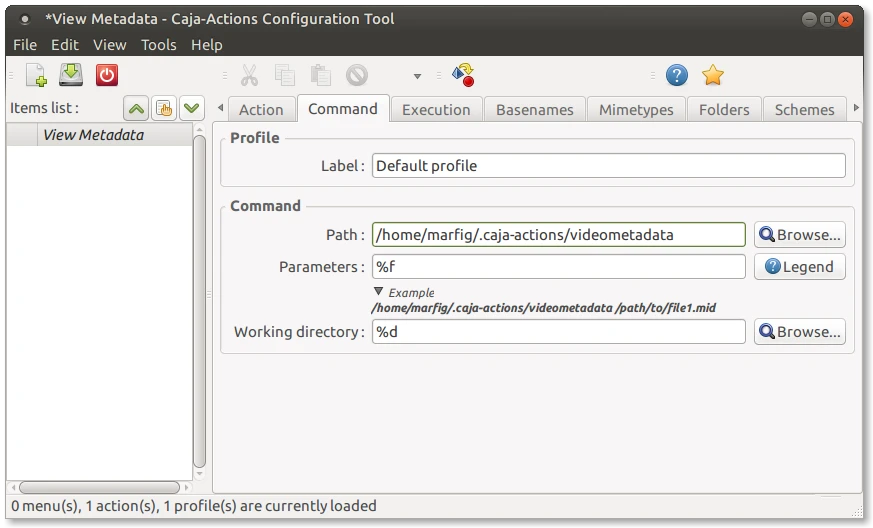 *View Metadata - Caja-Actions Configuration Tool
File Edit View Tools Help
Items list :
Action Command Execution Basenames Mimetypes Folders Schemes
View Metadata
Profile
Label : Default profile
Command
Path : /home/marfig/.caja-actions/videometadata Browse...
Parameters : %f Legend
Example
/home/marfig/.caja-actions/videometadata /path/to/file1.mid
Working directory : %d Browse...
0 menu(s), 1 action(s), 1 profile(s) are currently loaded